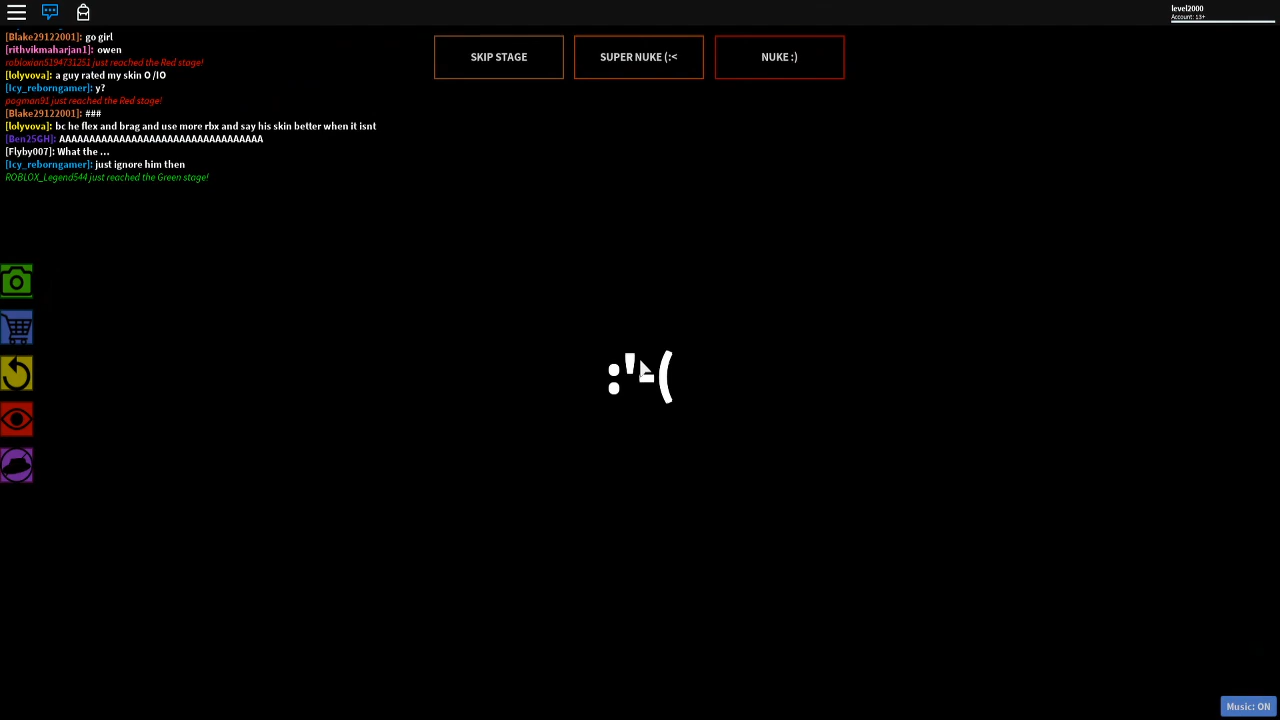 level2000
Account: 13+
[Blake29122001]: go girl
[rithvikmaharjan1]: owen
robloxian5194731251 just reached the Red stage!
[lolyvova]: a guy rated my skin O /IO
[Icy_reborngamer]: y?
pogman91 just reached the Red stage!
[Blake29122001]: ###
[lolyvova]: bc he flex and brag and use more rbx and say his skin better when it isnt
[Ben25GH]: AAAAAAAAAAAAAAAAAAAAAAAAAAAAAAAAAA
[Flyby007]: What the ...
[Icy_reborngamer]: just ignore him then
ROBLOX_Legend544 just reached the Green stage!
SKIP STAGE
SUPER NUKE (:<
NUKE :)
:'-(
Music: ON